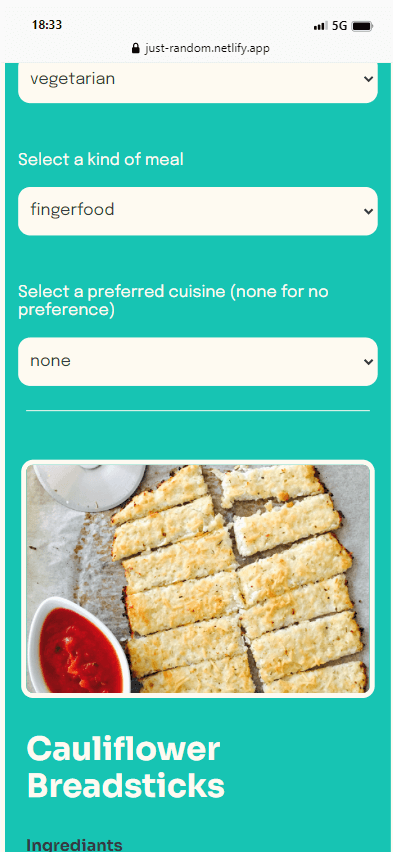 18:33
5G
just-random.netlify.app
vegetarian
Select a kind of meal
fingerfood
Select a preferred cuisine (none for no
preference)
none
Cauliflower
Breadsticks
Ingrediants